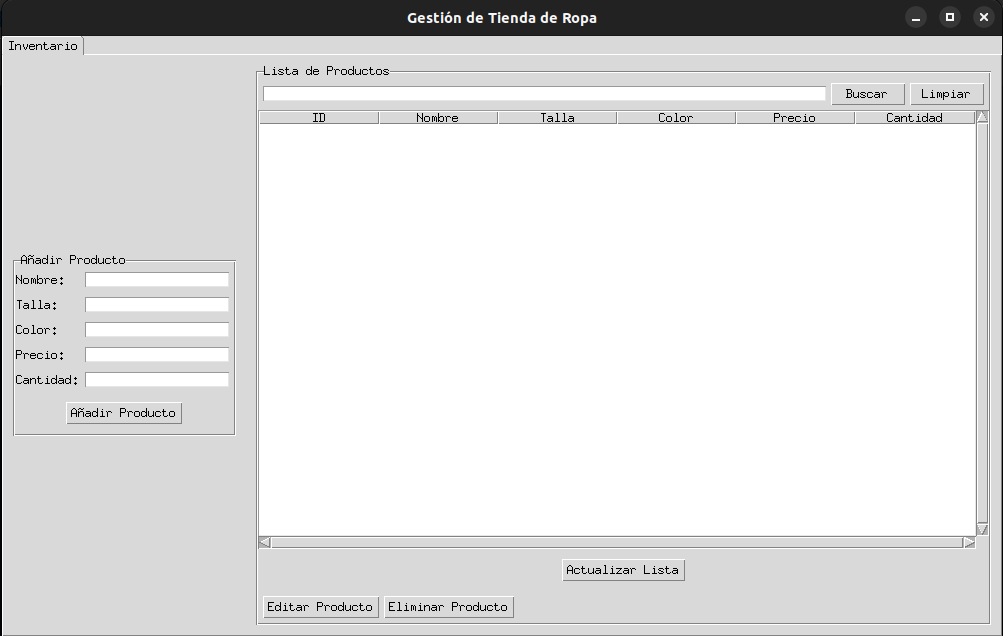 Gestión de Tienda de Ropa
Inventario
Lista de Productos
Buscar Limpiar
ID Nombre Talla Color Precio Cantidad
Añadir Producto
Nombre:
Talla:
Color:
Precio:
Cantidad:
Añadir Producto
Actualizar Lista
Editar Producto Eliminar Producto